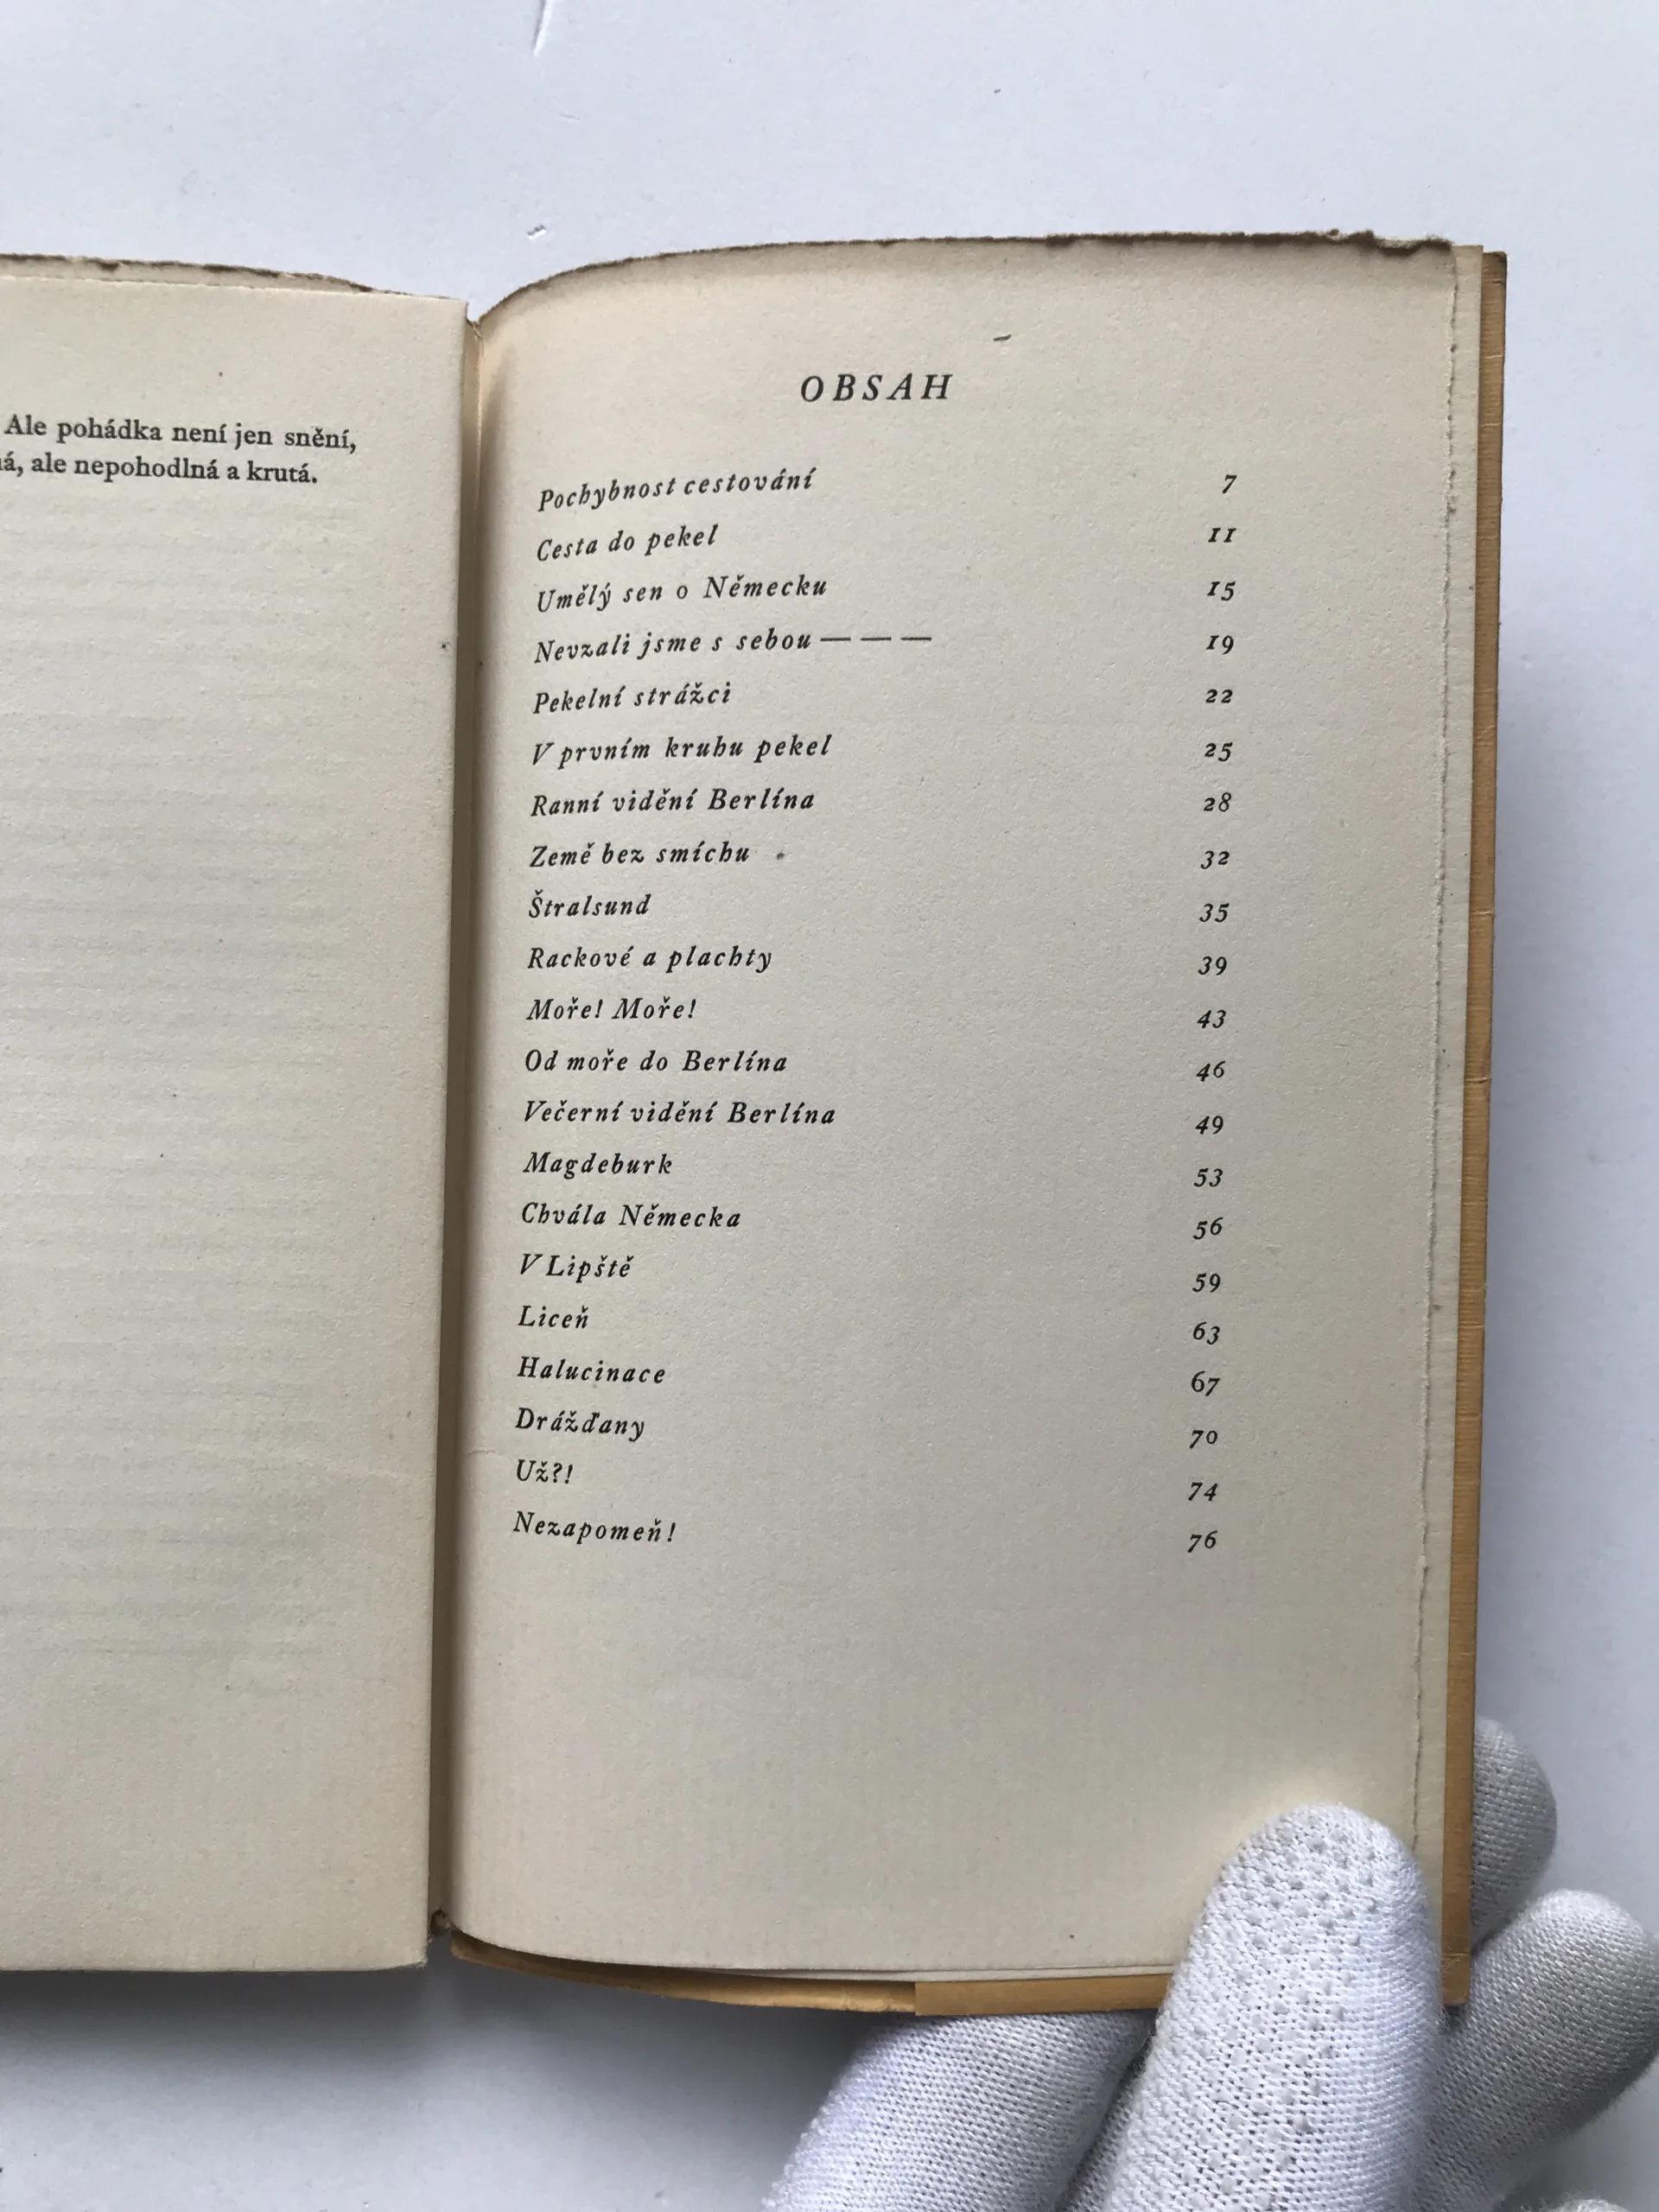 Ale pohádka není jen snění,
ale nepohodlná a krutá.
OBSAH
Pochybnost cestování 7
Cesta do pekel 11
Umělý sen o Německu 15
Nevzali jsme s sebou — — — 19
Pekelní strážci 22
V prvním kruhu pekel 25
Ranní vidění Berlína 28
Země bez smíchu 32
Štralsund 35
Rackové a plachty 39
Moře! Moře! 43
Od moře do Berlína 46
Večerní vidění Berlína 49
Magdeburk 53
Chvála Německa 56
V Lipště 59
Liceň 63
Halucinace 67
Drážďany 70
Už?! 74
Nezapomeň! 76